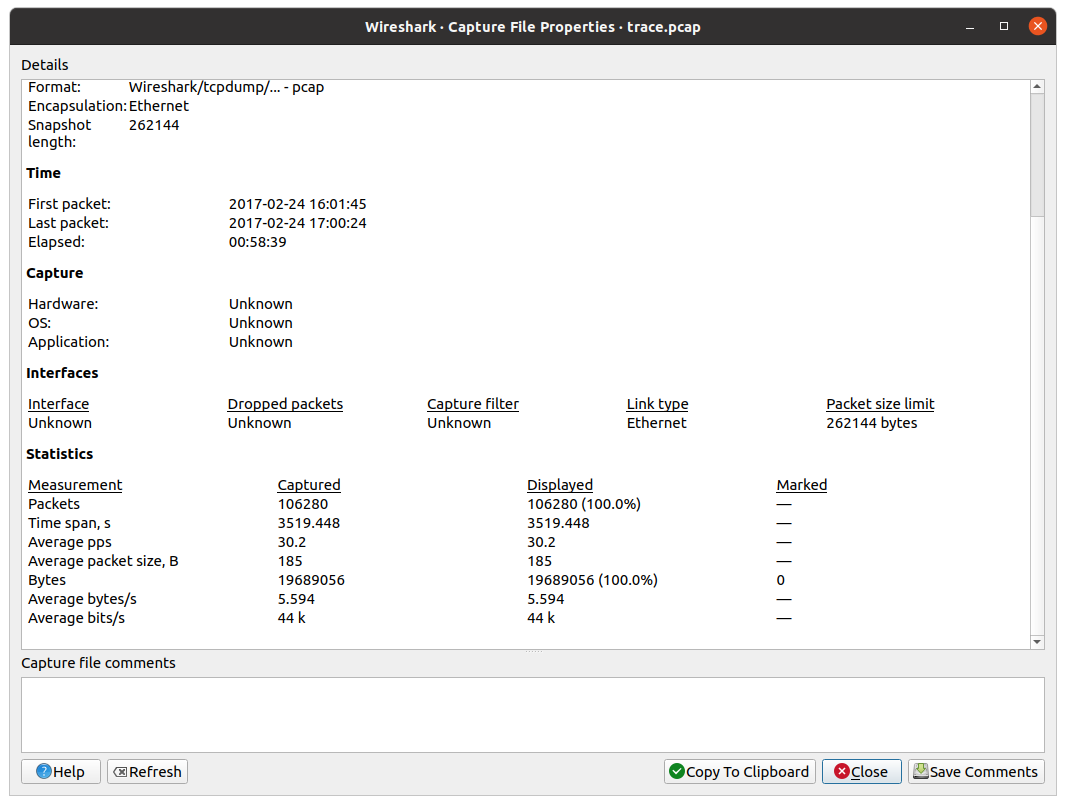 Wireshark · Capture File Properties · trace.pcap
Details
Format: Wireshark/tcpdump/... - pcap
Encapsulation: Ethernet
Snapshot length: 262144
Time
First packet: 2017-02-24 16:01:45
Last packet: 2017-02-24 17:00:24
Elapsed: 00:58:39
Capture
Hardware: Unknown
OS: Unknown
Application: Unknown
Interfaces
Interface Dropped packets Capture filter Link type Packet size limit
Unknown Unknown Unknown Ethernet 262144 bytes
Statistics
Measurement Captured Displayed Marked
Packets 106280 106280 (100.0%) —
Time span, s 3519.448 3519.448 —
Average pps 30.2 30.2 —
Average packet size, B 185 185 —
Bytes 19689056 19689056 (100.0%) 0
Average bytes/s 5.594 5.594 —
Average bits/s 44 k 44 k —
Capture file comments
Help Refresh Copy To Clipboard Close Save Comments